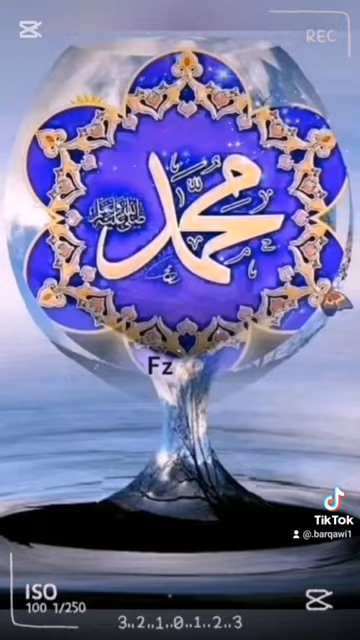 REC
محمد
صلى الله عليه وسلم
Fz
TikTok
@.barqawi1
ISO
100 1/250
3..2..1..0..1..2..3